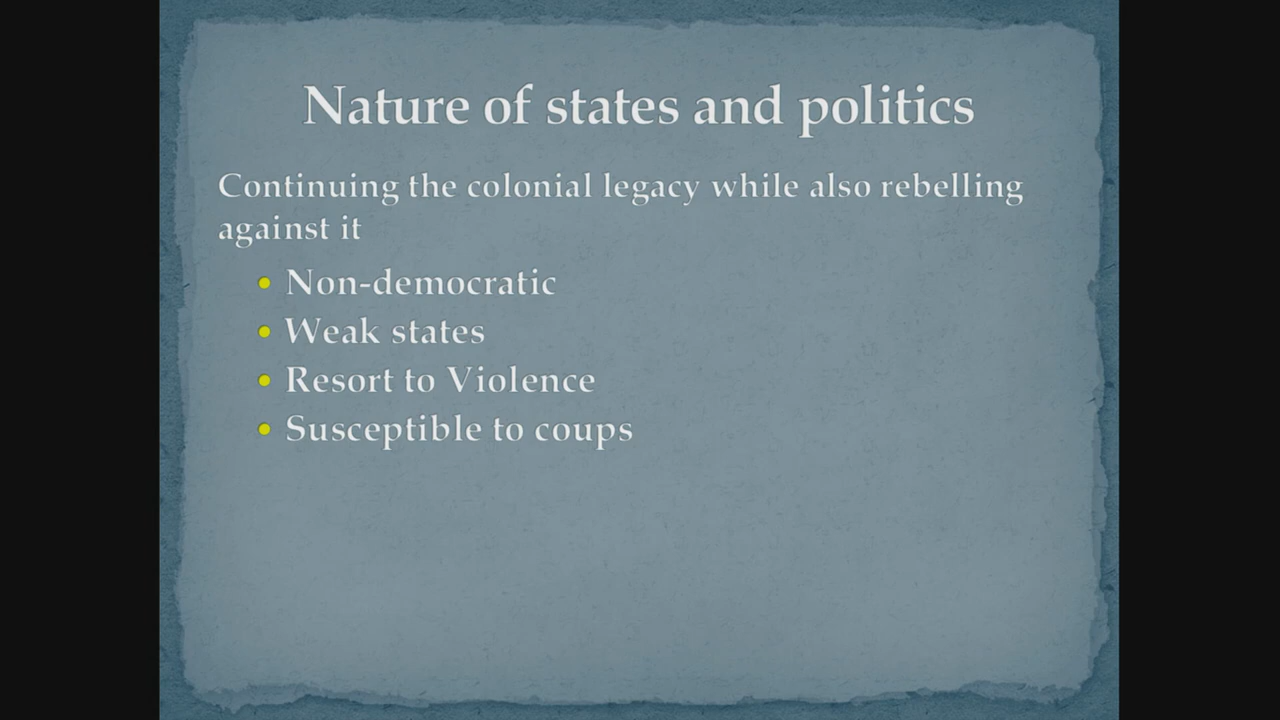 Nature of states and politics
Continuing the colonial legacy while also rebelling
against it
• Non-democratic
• Weak states
• Resort to Violence
• Susceptible to coups